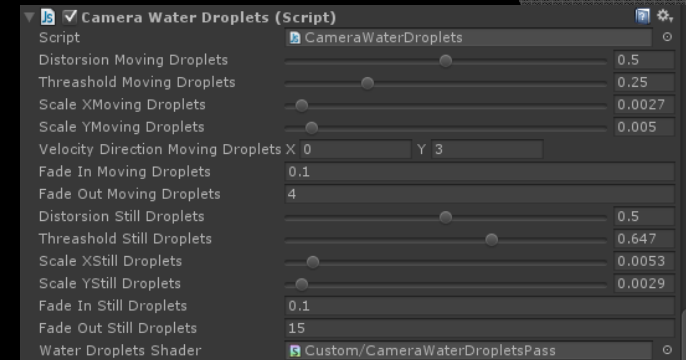 Js Camera Water Droplets (Script)
Script Js CameraWaterDroplets
Distorsion Moving Droplets 0.5
Threashold Moving Droplets 0.25
Scale XMoving Droplets 0.0027
Scale YMoving Droplets 0.005
Velocity Direction Moving Droplets X 0 Y 3
Fade In Moving Droplets 0.1
Fade Out Moving Droplets 4
Distorsion Still Droplets 0.5
Threashold Still Droplets 0.647
Scale XStill Droplets 0.0053
Scale YStill Droplets 0.0029
Fade In Still Droplets 0.1
Fade Out Still Droplets 15
Water Droplets Shader S Custom/CameraWaterDropletsPass